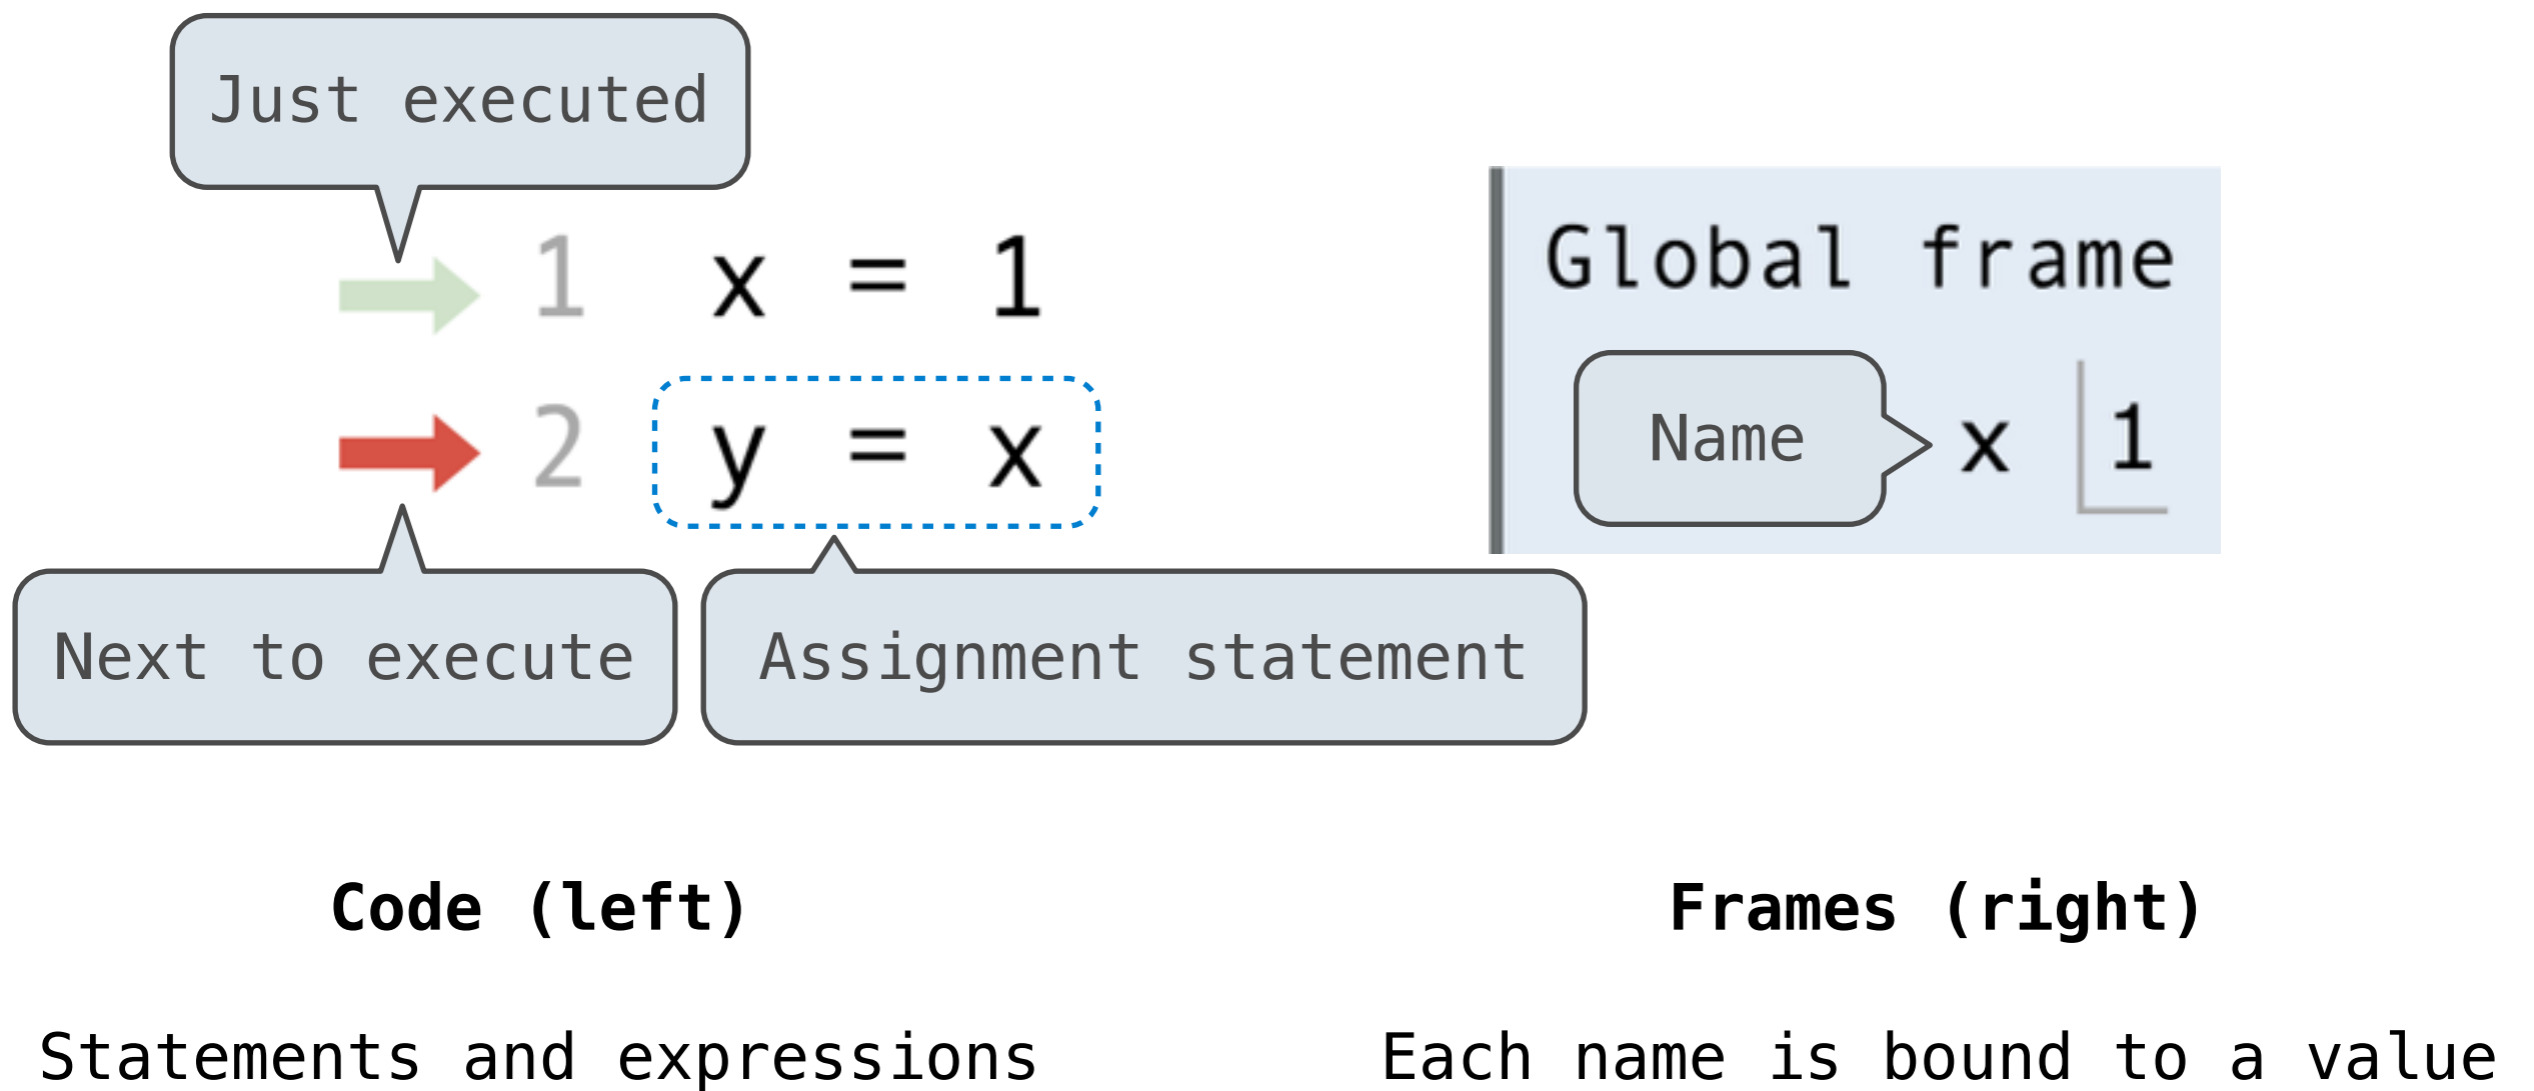 Just executed
1 x = 1
2 y = x
Next to execute
Assignment statement
Global frame
Name
x 1
Code (left)
Statements and expressions
Frames (right)
Each name is bound to a value